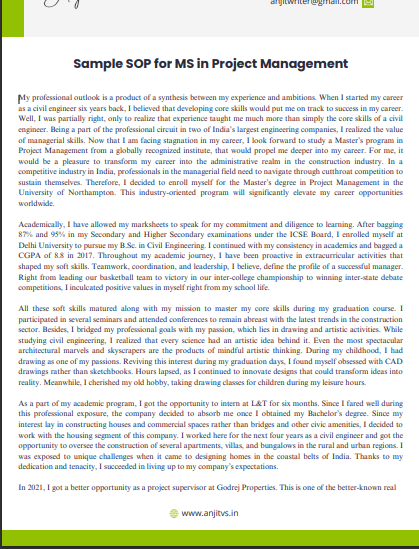 anjitwriter@gmail.com
Sample SOP for MS in Project Management
My professional outlook is a product of a synthesis between my experience and ambitions. When I started my career
as a civil engineer six years back, I believed that developing core skills would put me on track to success in my career.
Well, I was partially right, only to realize that experience taught me much more than simply the core skills of a civil
engineer. Being a part of the professional circuit in two of India's largest engineering companies, I realized the value
of managerial skills. Now that I am facing stagnation in my career, I look forward to study a Master's program in
Project Management from a globally recognized institute, that would propel me deeper into my career. For me, it
would be a pleasure to transform my career into the administrative realm in the construction industry. In a
competitive industry in India, professionals in the managerial field need to navigate through cutthroat competition to
sustain themselves. Therefore, I decided to enroll myself for the Master's degree in Project Management in the
University of Northampton. This industry-oriented program will significantly elevate my career opportunities
worldwide.
Academically, I have allowed my marksheets to speak for my commitment and diligence to learning. After bagging
87% and 95% in my Secondary and Higher Secondary examinations under the ICSE Board, I enrolled myself at
Delhi University to pursue my B.Sc. in Civil Engineering. I continued with my consistency in academics and bagged a
CGPA of 8.8 in 2017. Throughout my academic journey, I have been proactive in extracurricular activities that
shaped my soft skills. Teamwork, coordination, and leadership, I believe, define the profile of a successful manager.
Right from leading our basketball team to victory in our inter-college championship to winning inter-state debate
competitions, I inculcated positive values in myself right from my school life.
All these soft skills matured along with my mission to master my core skills during my graduation course. I
participated in several seminars and attended conferences to remain abreast with the latest trends in the construction
sector. Besides, I bridged my professional goals with my passion, which lies in drawing and artistic activities. While
studying civil engineering, I realized that every science had an artistic idea behind it. Even the most spectacular
architectural marvels and skyscrapers are the products of mindful artistic thinking. During my childhood, I had
drawing as one of my passions. Reviving this interest during my graduation days, I found myself obsessed with CAD
drawings rather than sketchbooks. Hours lapsed, as I continued to innovate designs that could transform ideas into
reality. Meanwhile, I cherished my old hobby, taking drawing classes for children during my leisure hours.
As a part of my academic program, I got the opportunity to intern at L&T for six months. Since I fared well during
this professional exposure, the company decided to absorb me once I obtained my Bachelor's degree. Since my
interest lay in constructing houses and commercial spaces rather than bridges and other civic amenities, I decided to
work with the housing segment of this company. I worked here for the next four years as a civil engineer and got the
opportunity to oversee the construction of several apartments, villas, and bungalows in the rural and urban regions. I
was exposed to unique challenges when it came to designing homes in the coastal belts of India. Thanks to my
dedication and tenacity, I succeeded in living up to my company's expectations.
In 2021, I got a better opportunity as a project supervisor at Godrej Properties. This is one of the better-known real
www.anjitvs.in